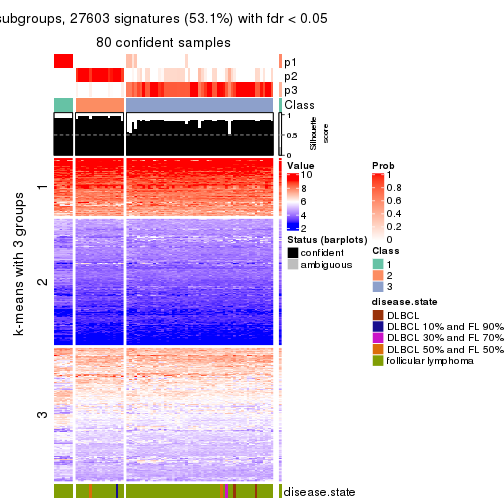 subgroups, 27603 signatures (53.1%) with fdr < 0.05
80 confident samples
p1
p2
p3
Class
1
0.5
0
Silhouette
score
k-means with 3 groups
1
2
3
disease.state
Value
10
8
6
4
2
Status (barplots)
confident
ambiguous
Prob
1
0.8
0.6
0.4
0.2
0
Class
1
2
3
disease.state
DLBCL
DLBCL 10% and FL 90%
DLBCL 30% and FL 70%
DLBCL 50% and FL 50%
follicular lymphoma